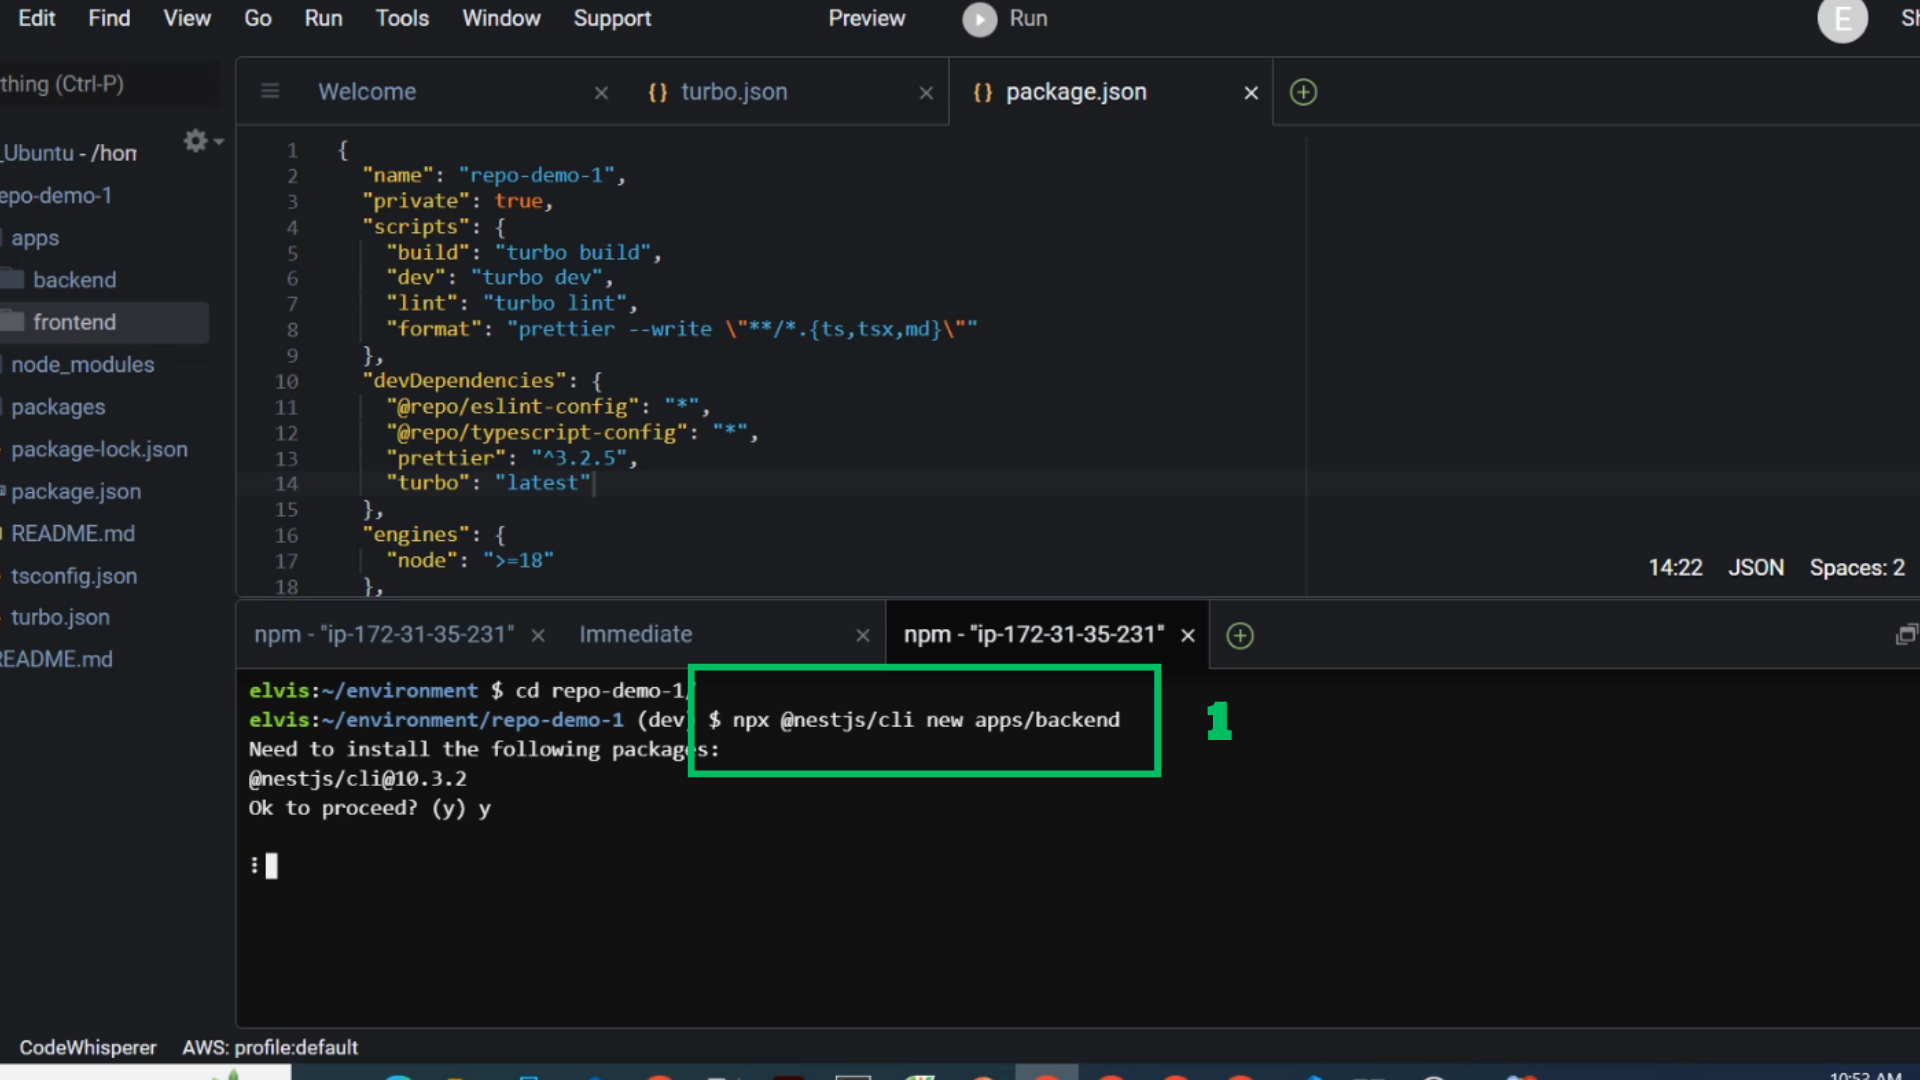 Edit Find View Go Run Tools Window Support Preview Run E Sh
thing (Ctrl-P)
Welcome {} turbo.json {} package.json
_Ubuntu - /hom
epo-demo-1
apps
backend
frontend
node_modules
packages
package-lock.json
package.json
README.md
tsconfig.json
turbo.json
README.md
1 {
2 "name": "repo-demo-1",
3 "private": true,
4 "scripts": {
5 "build": "turbo build",
6 "dev": "turbo dev",
7 "lint": "turbo lint",
8 "format": "prettier --write \"**/*.{ts,tsx,md}\""
9 },
10 "devDependencies": {
11 "@repo/eslint-config": "*",
12 "@repo/typescript-config": "*",
13 "prettier": "^3.2.5",
14 "turbo": "latest"
15 },
16 "engines": {
17 "node": ">=18"
18 },
14:22 JSON Spaces: 2
npm - "ip-172-31-35-231" Immediate npm - "ip-172-31-35-231"
elvis:~/environment $ cd repo-demo-1/
elvis:~/environment/repo-demo-1 (dev) $ npx @nestjs/cli new apps/backend
1
Need to install the following packages:
@nestjs/cli@10.3.2
Ok to proceed? (y) y
CodeWhisperer AWS: profile:default
10:53 AM